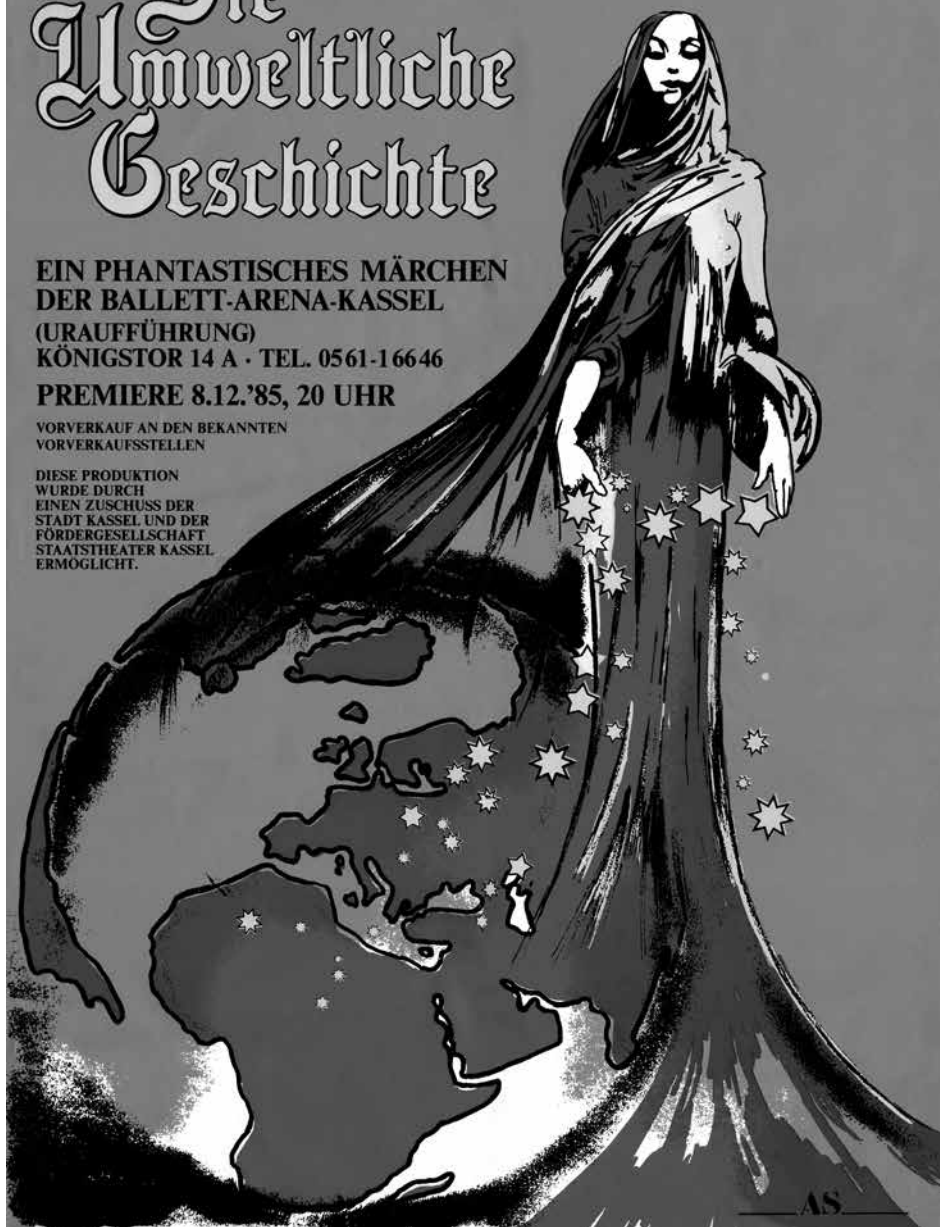 Die
Umweltliche
Geschichte
EIN PHANTASTISCHES MÄRCHEN
DER BALLETT-ARENA-KASSEL
(URAUFFÜHRUNG)
KÖNIGSTOR 14 A · TEL. 0561-16646
PREMIERE 8.12.'85, 20 UHR
VORVERKAUF AN DEN BEKANNTEN
VORVERKAUFSSTELLEN
DIESE PRODUKTION
WURDE DURCH
EINEN ZUSCHUSS DER
STADT KASSEL UND DER
FÖRDERGESELLSCHAFT
STAATSTHEATER KASSEL
ERMÖGLICHT.
AS